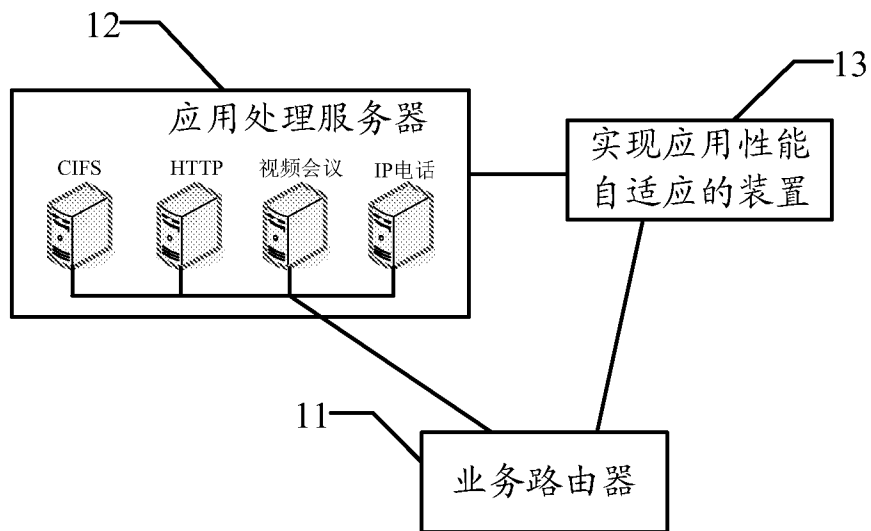 12
13
应用处理服务器
实现应用性能
自适应的装置
CIFS
HTTP
视频会议
IP电话
11
业务路由器